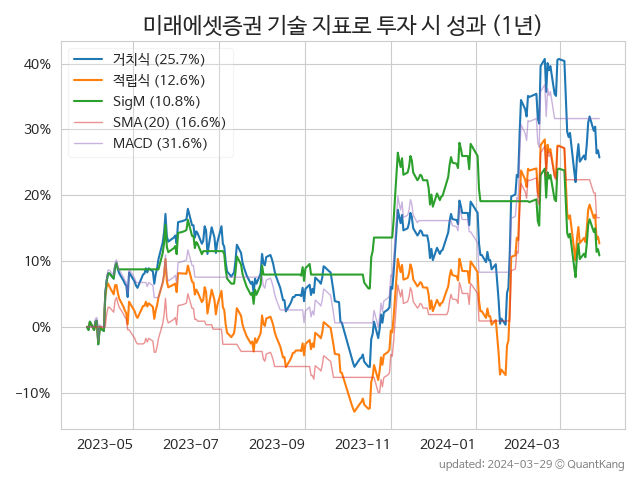 미래에셋증권 기술 지표로 투자 시 성과 (1년)
거치식 (25.7%)
적립식 (12.6%)
SigM (10.8%)
SMA(20) (16.6%)
MACD (31.6%)
40%
30%
20%
10%
0%
−10%
2023-05 2023-07 2023-09 2023-11 2024-01 2024-03
updated: 2024-03-29 © QuantKang